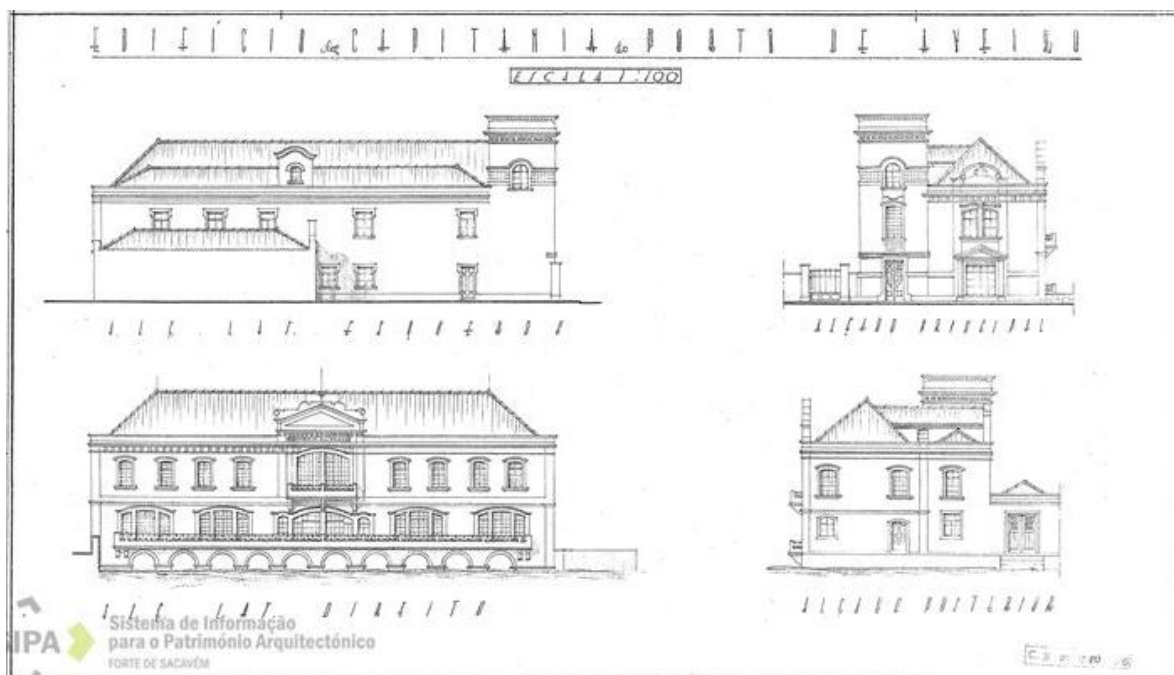 EDIFÍCIO da CAPITANIA do PORTO DE AVEIRO
ESCALA 1:100
ALÇ. LAT. ESQUERDO
ALÇADO PRINCIPAL
ALÇ. LAT. DIREITO
ALÇADO POSTERIOR
IPA
Sistema de Informação
para o Património Arquitectónico
FORTE DE SACAVÉM